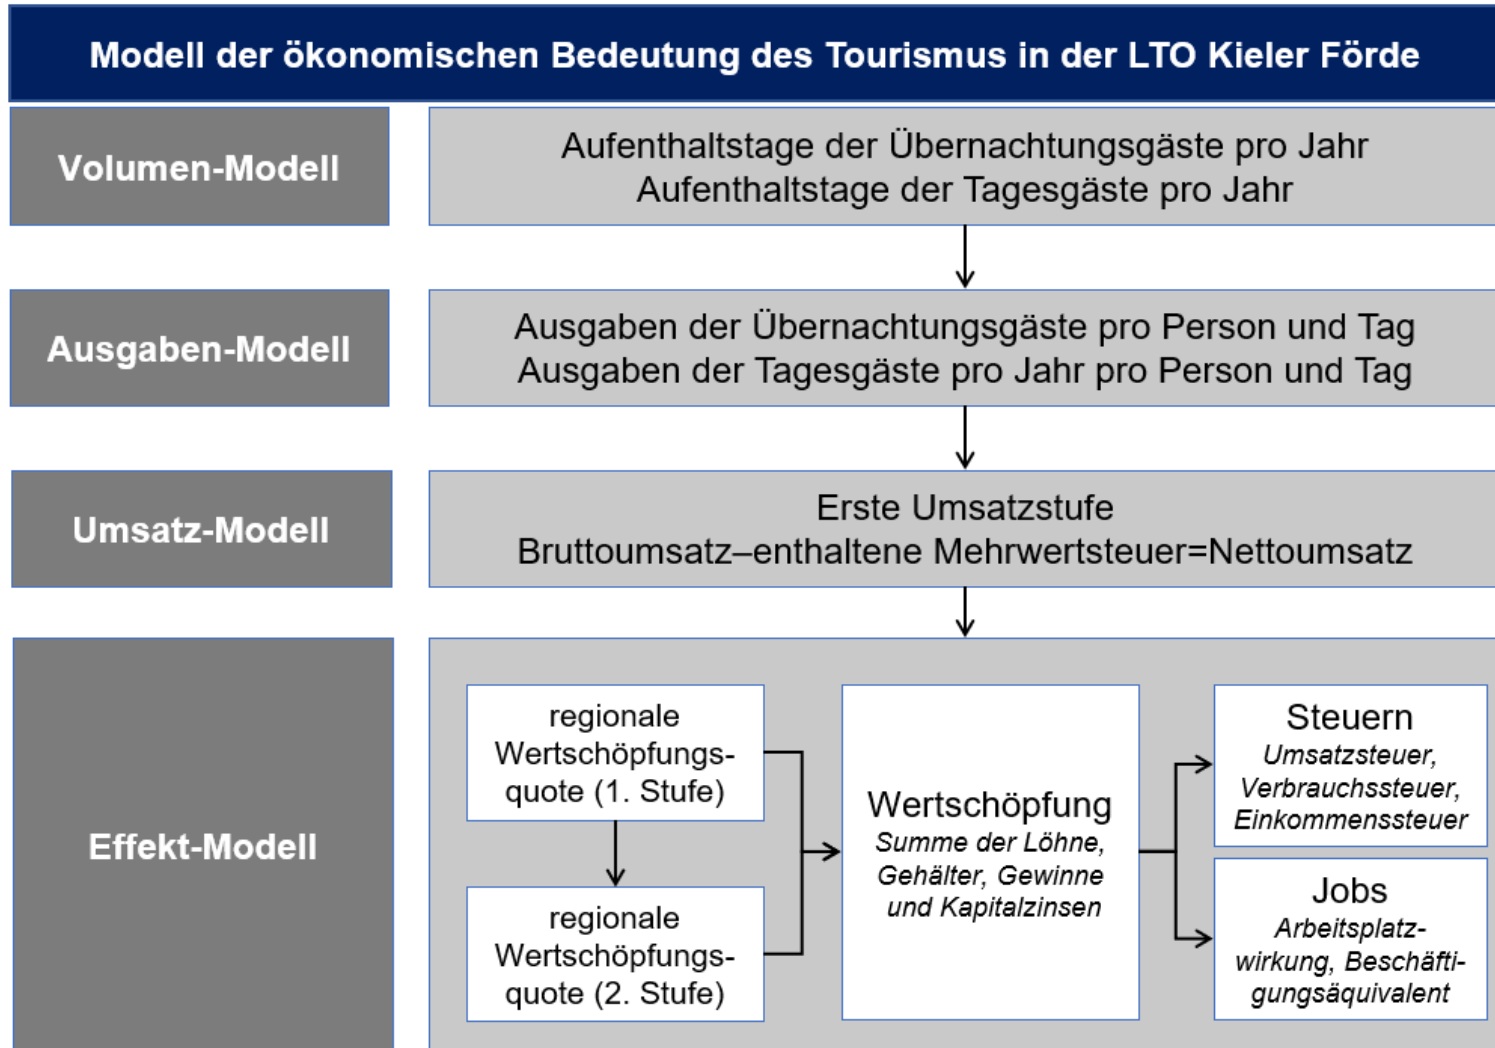 Modell der ökonomischen Bedeutung des Tourismus in der LTO Kieler Förde
Volumen-Modell
Aufenthaltstage der Übernachtungsgäste pro Jahr
Aufenthaltstage der Tagesgäste pro Jahr
Ausgaben-Modell
Ausgaben der Übernachtungsgäste pro Person und Tag
Ausgaben der Tagesgäste pro Jahr pro Person und Tag
Umsatz-Modell
Erste Umsatzstufe
Bruttoumsatz–enthaltene Mehrwertsteuer=Nettoumsatz
Effekt-Modell
regionale
Wertschöpfungs-
quote (1. Stufe)
regionale
Wertschöpfungs-
quote (2. Stufe)
Wertschöpfung
Summe der Löhne,
Gehälter, Gewinne
und Kapitalzinsen
Steuern
Umsatzsteuer,
Verbrauchssteuer,
Einkommenssteuer
Jobs
Arbeitsplatz-
wirkung, Beschäfti-
gungsäquivalent